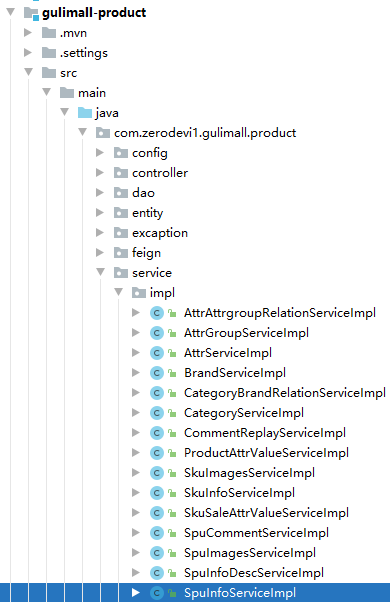 gulimall-product
.mvn
.settings
src
main
java
com.zerodevi1.gulimall.product
config
controller
dao
entity
excaption
feign
service
impl
AttrAttrgroupRelationServiceImpl
AttrGroupServiceImpl
AttrServiceImpl
BrandServiceImpl
CategoryBrandRelationServiceImpl
CategoryServiceImpl
CommentReplayServiceImpl
ProductAttrValueServiceImpl
SkuImagesServiceImpl
SkuInfoServiceImpl
SkuSaleAttrValueServiceImpl
SpuCommentServiceImpl
SpuImagesServiceImpl
SpuInfoDescServiceImpl
SpuInfoServiceImpl